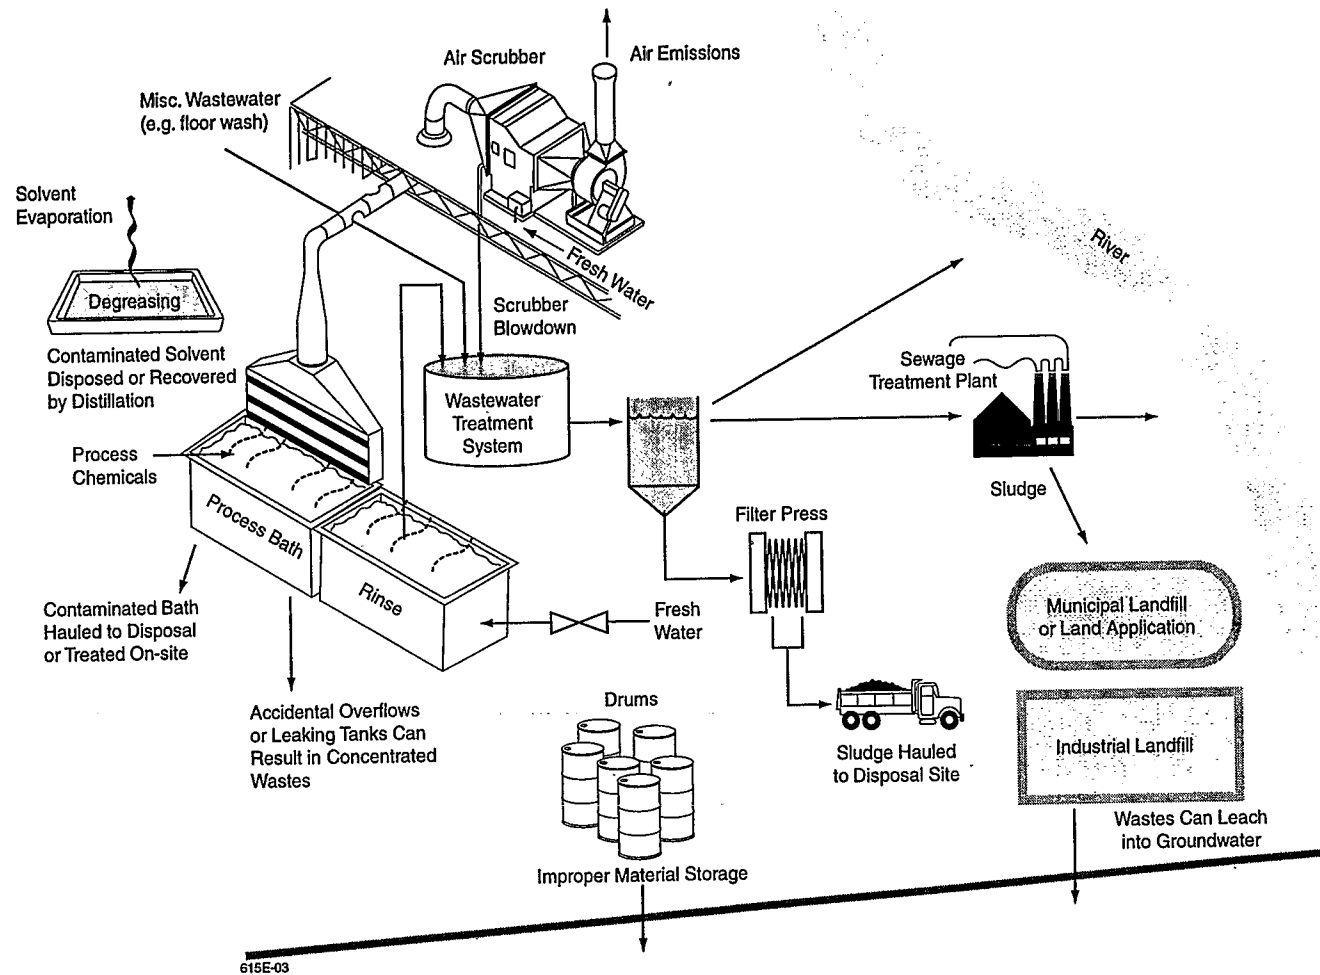 Air Scrubber
Air Emissions
Misc. Wastewater
(e.g. floor wash)
Solvent
Evaporation
Degreasing
Contaminated Solvent
Disposed or Recovered
by Distillation
Fresh Water
Scrubber
Blowdown
River
Wastewater
Treatment
System
Sewage
Treatment Plant
Process
Chemicals
Process Bath
Rinse
Sludge
Filter Press
Contaminated Bath
Hauled to Disposal
or Treated On-site
Fresh
Water
Municipal Landfill
or Land Application
Accidental Overflows
or Leaking Tanks Can
Result in Concentrated
Wastes
Drums
Sludge Hauled
to Disposal Site
Industrial Landfill
Wastes Can Leach
into Groundwater
Improper Material Storage
615E-03